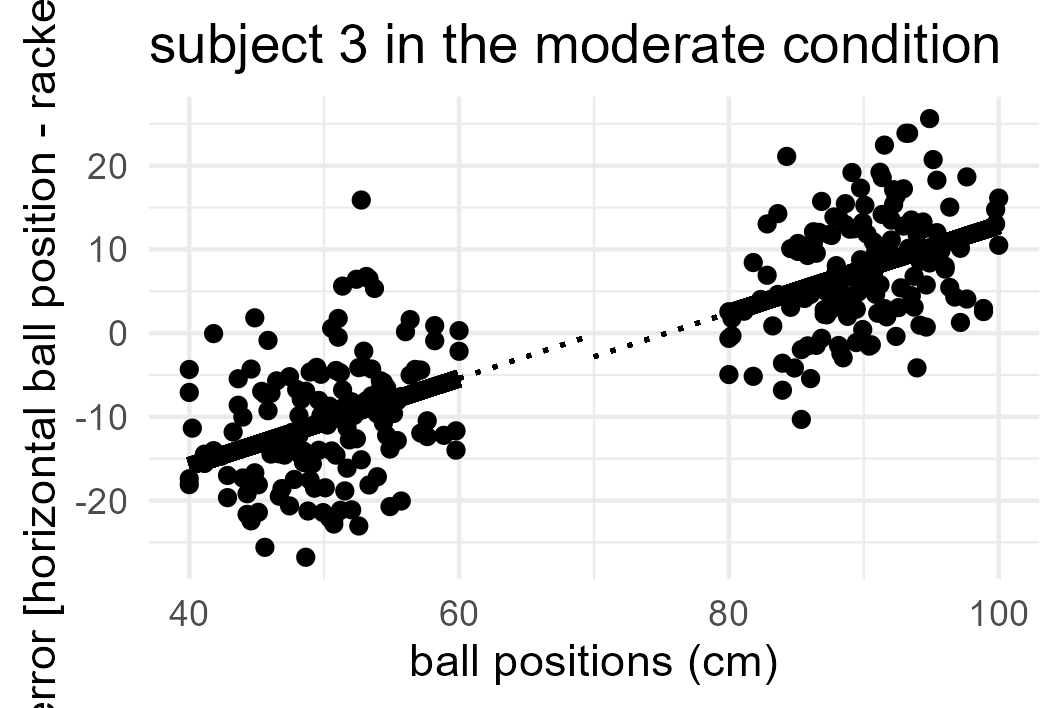 subject 3 in the moderate condition
error [horizontal ball position - racke
20
10
0
-10
-20
40 60 80 100
ball positions (cm)